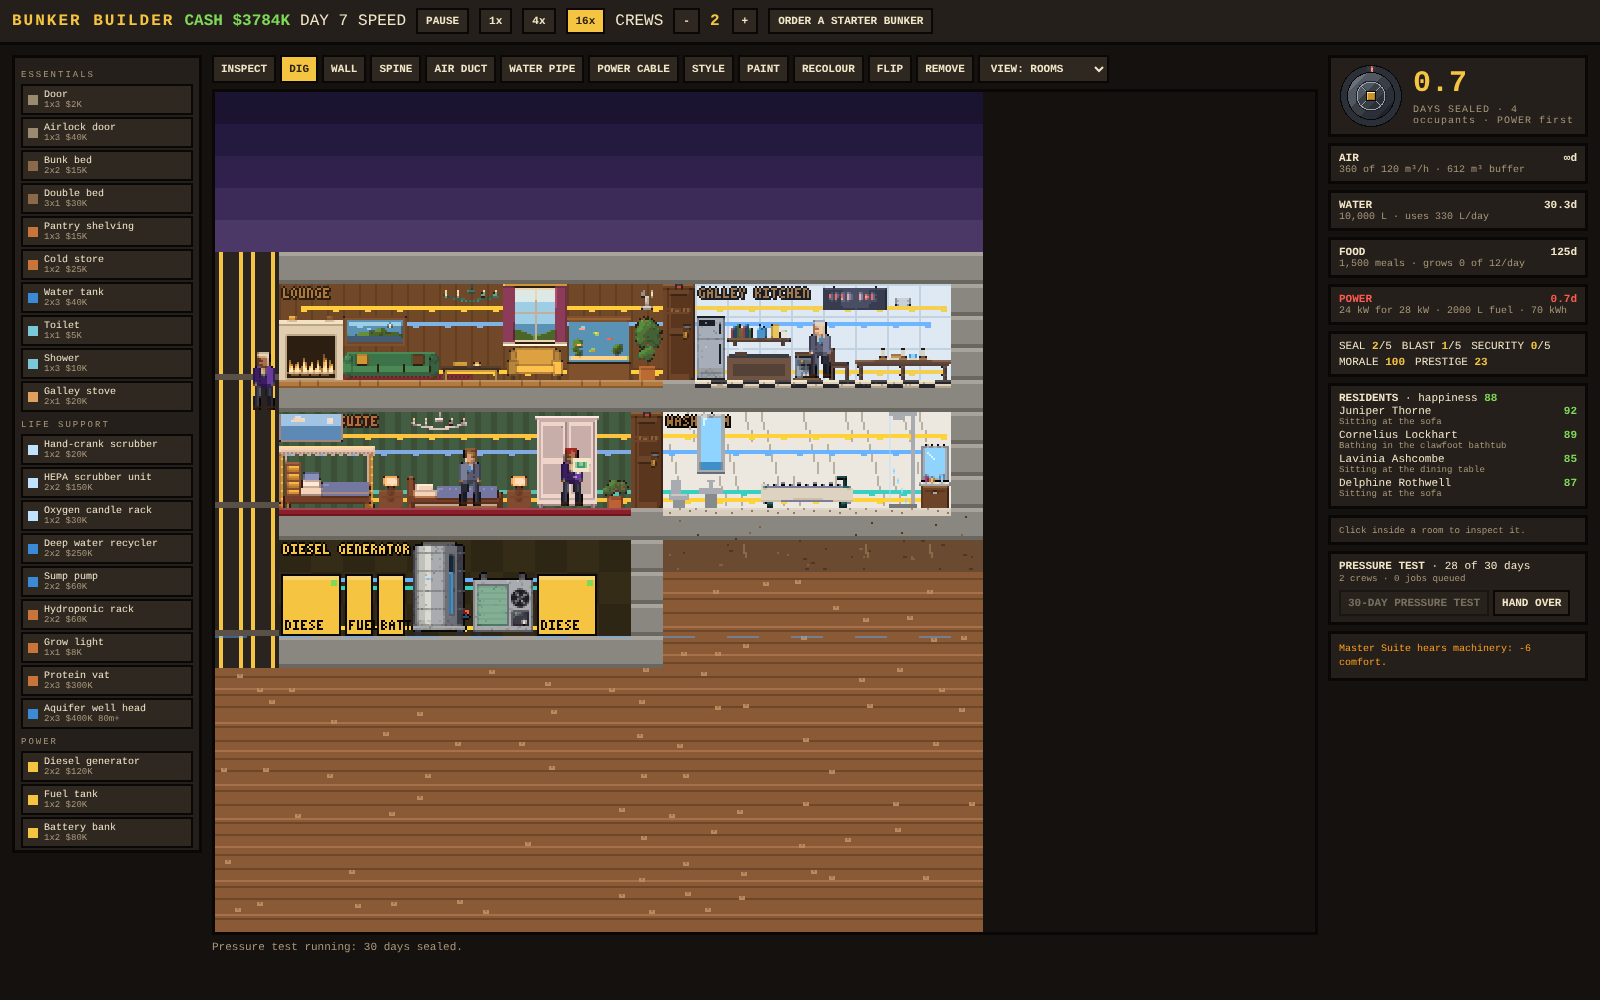 BUNKER BUILDER CASH $3784K DAY 7 SPEED PAUSE 1x 4x 16x CREWS - 2 + ORDER A STARTER BUNKER
ESSENTIALS
Door
1x3 $2K
Airlock door
1x3 $40K
Bunk bed
2x2 $15K
Double bed
3x1 $30K
Pantry shelving
1x3 $15K
Cold store
1x2 $25K
Water tank
2x3 $40K
Toilet
1x1 $5K
Shower
1x3 $10K
Galley stove
2x1 $20K
LIFE SUPPORT
Hand-crank scrubber
1x2 $20K
HEPA scrubber unit
2x2 $150K
Oxygen candle rack
1x2 $30K
Deep water recycler
2x2 $250K
Sump pump
2x2 $60K
Hydroponic rack
2x2 $60K
Grow light
1x1 $8K
Protein vat
2x3 $300K
Aquifer well head
2x3 $400K 80m+
POWER
Diesel generator
2x2 $120K
Fuel tank
1x2 $20K
Battery bank
1x2 $80K
INSPECT DIG WALL SPINE AIR DUCT WATER PIPE POWER CABLE STYLE PAINT RECOLOUR FLIP REMOVE VIEW: ROOMS
LOUNGE
GALLEY KITCHEN
SUITE
WASH
DIESEL GENERATOR
DIESE FUE BAT DIESE
Pressure test running: 30 days sealed.
0.7
DAYS SEALED · 4
occupants · POWER first
AIR ∞d
360 of 120 m³/h · 612 m³ buffer
WATER 30.3d
10,000 L · uses 330 L/day
FOOD 125d
1,500 meals · grows 0 of 12/day
POWER 0.7d
24 kW for 28 kW · 2000 L fuel · 70 kWh
SEAL 2/5 BLAST 1/5 SECURITY 0/5
MORALE 100 PRESTIGE 23
RESIDENTS · happiness 88
Juniper Thorne 92
Sitting at the sofa
Cornelius Lockhart 89
Bathing in the clawfoot bathtub
Lavinia Ashcombe 85
Sitting at the dining table
Delphine Rothwell 87
Sitting at the sofa
Click inside a room to inspect it.
PRESSURE TEST · 28 of 30 days
2 crews · 0 jobs queued
30-DAY PRESSURE TEST HAND OVER
Master Suite hears machinery: -6
comfort.